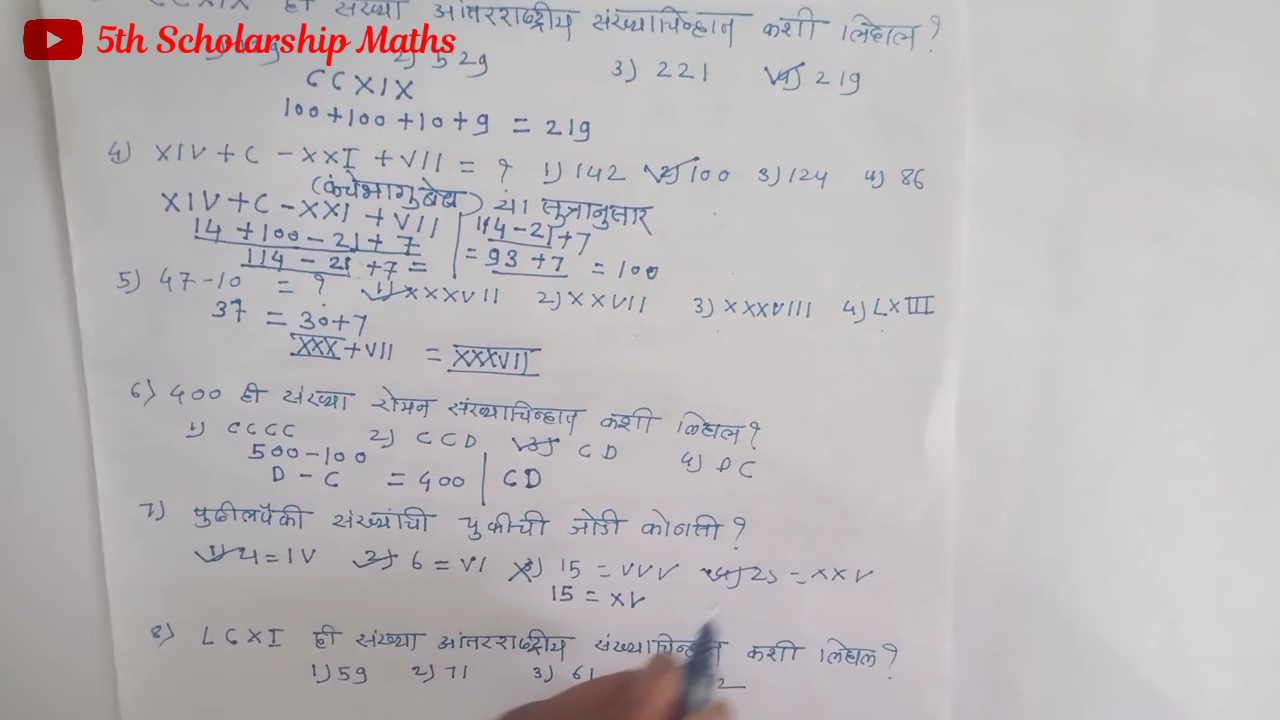 CCXIX ही संख्या आंतरराष्ट्रीय संख्याचिन्हात कशी लिहाल?
5th Scholarship Maths
2) 529 3) 221 4) 219
CCXIX
100+100+10+9 = 219
4) XIV + C - XXI + VII = ? 1) 142 2) 100 3) 124 4) 86
(कंचेभागुबेव) या सुत्रानुसार
XIV + C - XXI + VII
14 + 100 - 21 + 7 114 - 21 + 7
114 - 21 + 7 = = 93 + 7 = 100
5) 47 - 10 = ? 1) XXXVII 2) XXVII 3) XXXVIII 4) LXIII
37 = 30+7
XXX + VII = XXXVII
6) 400 ही संख्या रोमन संख्याचिन्हात कशी लिहाल?
1) CCCC 2) CCD 3) CD 4) DC
500 - 100
D - C = 400 | CD
7) पुढीलपैकी संख्यांची चुकीची जोडी कोणती?
1) 4 = IV 2) 6 = VI 3) 15 = VVV 4) 25 = XXV
15 = XV
8) LCXI ही संख्या आंतरराष्ट्रीय संख्याचिन्हात कशी लिहाल?
1) 59 2) 71 3) 61